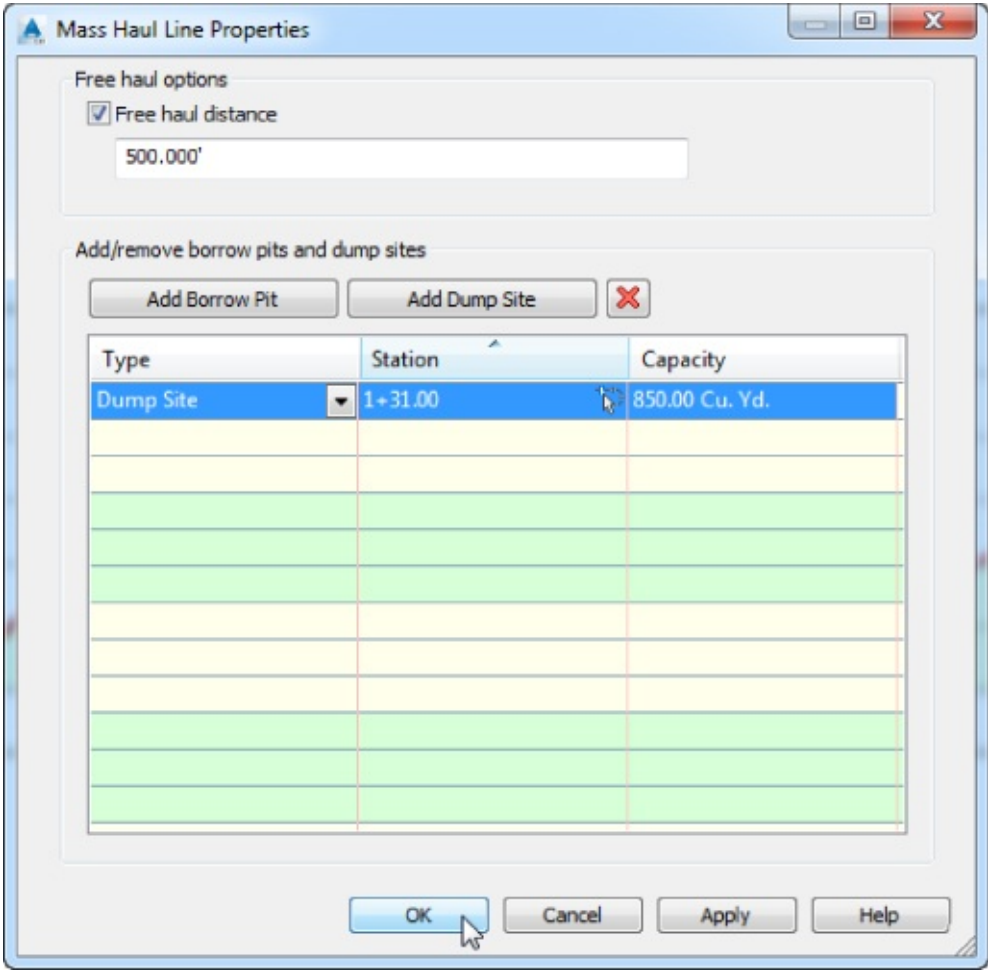 Mass Haul Line Properties
Free haul options
Free haul distance
500.000'
Add/remove borrow pits and dump sites
Add Borrow Pit Add Dump Site
Type Station Capacity
Dump Site 1+31.00 850.00 Cu. Yd.
OK Cancel Apply Help